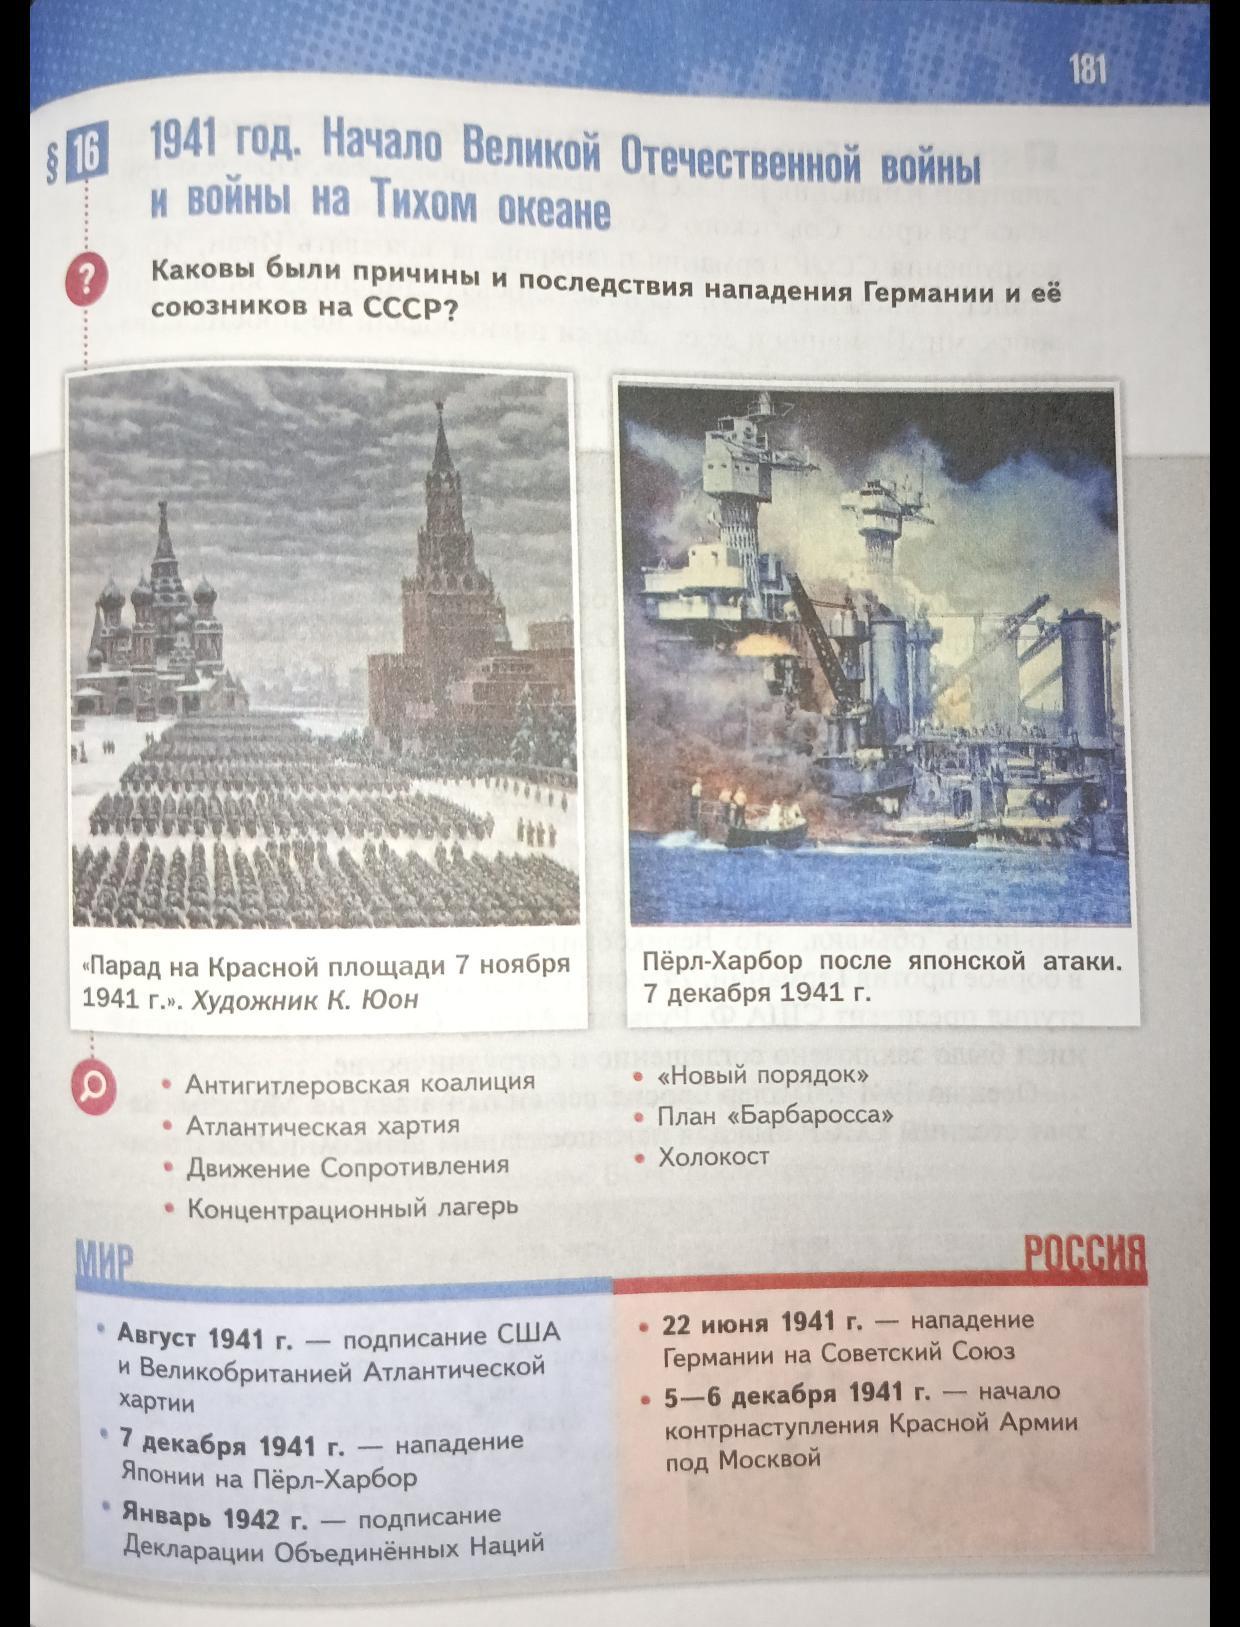 181
§ 16
1941 год. Начало Великой Отечественной войны
и войны на Тихом океане
?
Каковы были причины и последствия нападения Германии и её
союзников на СССР?
«Парад на Красной площади 7 ноября
1941 г.». Художник К. Юон
Пёрл-Харбор после японской атаки.
7 декабря 1941 г.
• Антигитлеровская коалиция
• Атлантическая хартия
• Движение Сопротивления
• Концентрационный лагерь
• «Новый порядок»
• План «Барбаросса»
• Холокост
МИР
• Август 1941 г. — подписание США
и Великобританией Атлантической
хартии
• 7 декабря 1941 г. — нападение
Японии на Пёрл-Харбор
• Январь 1942 г. — подписание
Декларации Объединённых Наций
РОССИЯ
• 22 июня 1941 г. — нападение
Германии на Советский Союз
• 5—6 декабря 1941 г. — начало
контрнаступления Красной Армии
под Москвой